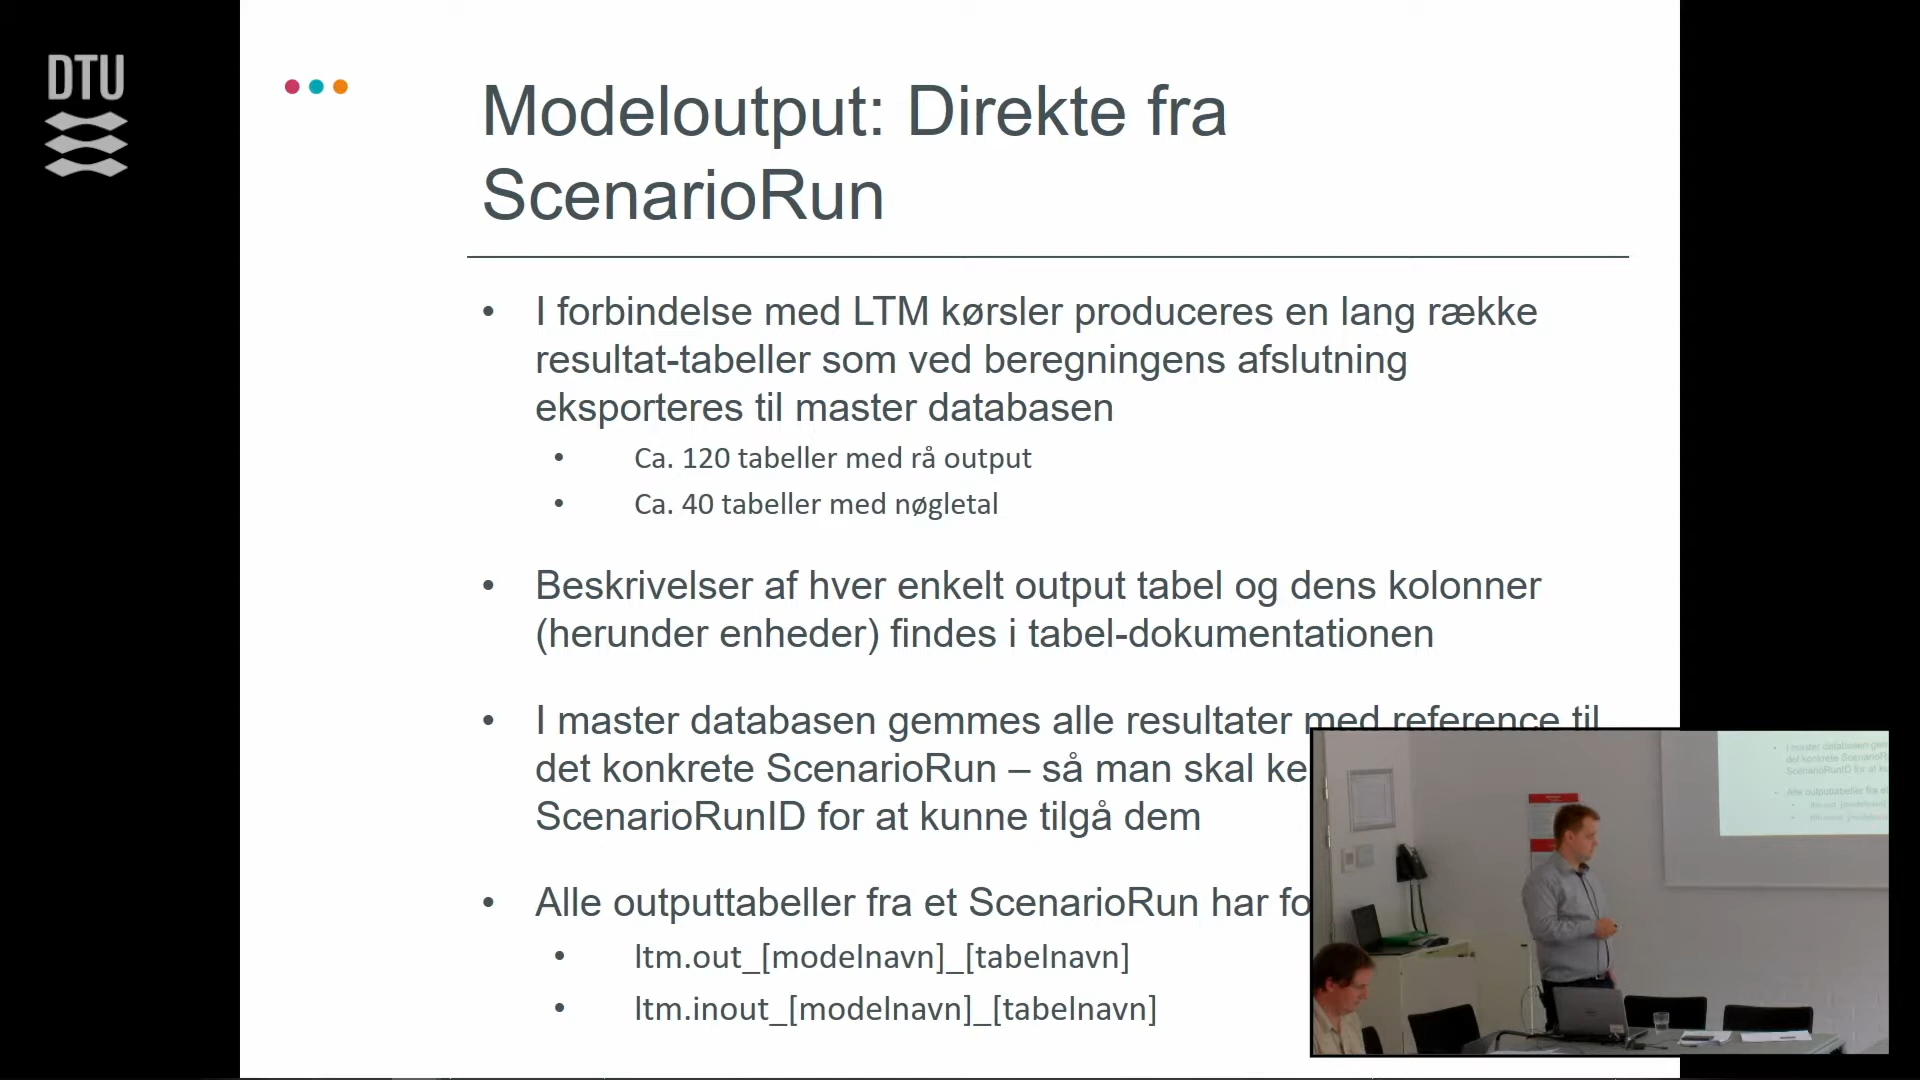 DTU
Modeloutput: Direkte fra
ScenarioRun
• I forbindelse med LTM kørsler produceres en lang række
resultat-tabeller som ved beregningens afslutning
eksporteres til master databasen
• Ca. 120 tabeller med rå output
• Ca. 40 tabeller med nøgletal
• Beskrivelser af hver enkelt output tabel og dens kolonner
(herunder enheder) findes i tabel-dokumentationen
• I master databasen gemmes alle resultater med reference til
det konkrete ScenarioRun – så man skal ke
ScenarioRunID for at kunne tilgå dem
• Alle outputtabeller fra et ScenarioRun har fo
• ltm.out_[modelnavn]_[tabelnavn]
• ltm.inout_[modelnavn]_[tabelnavn]